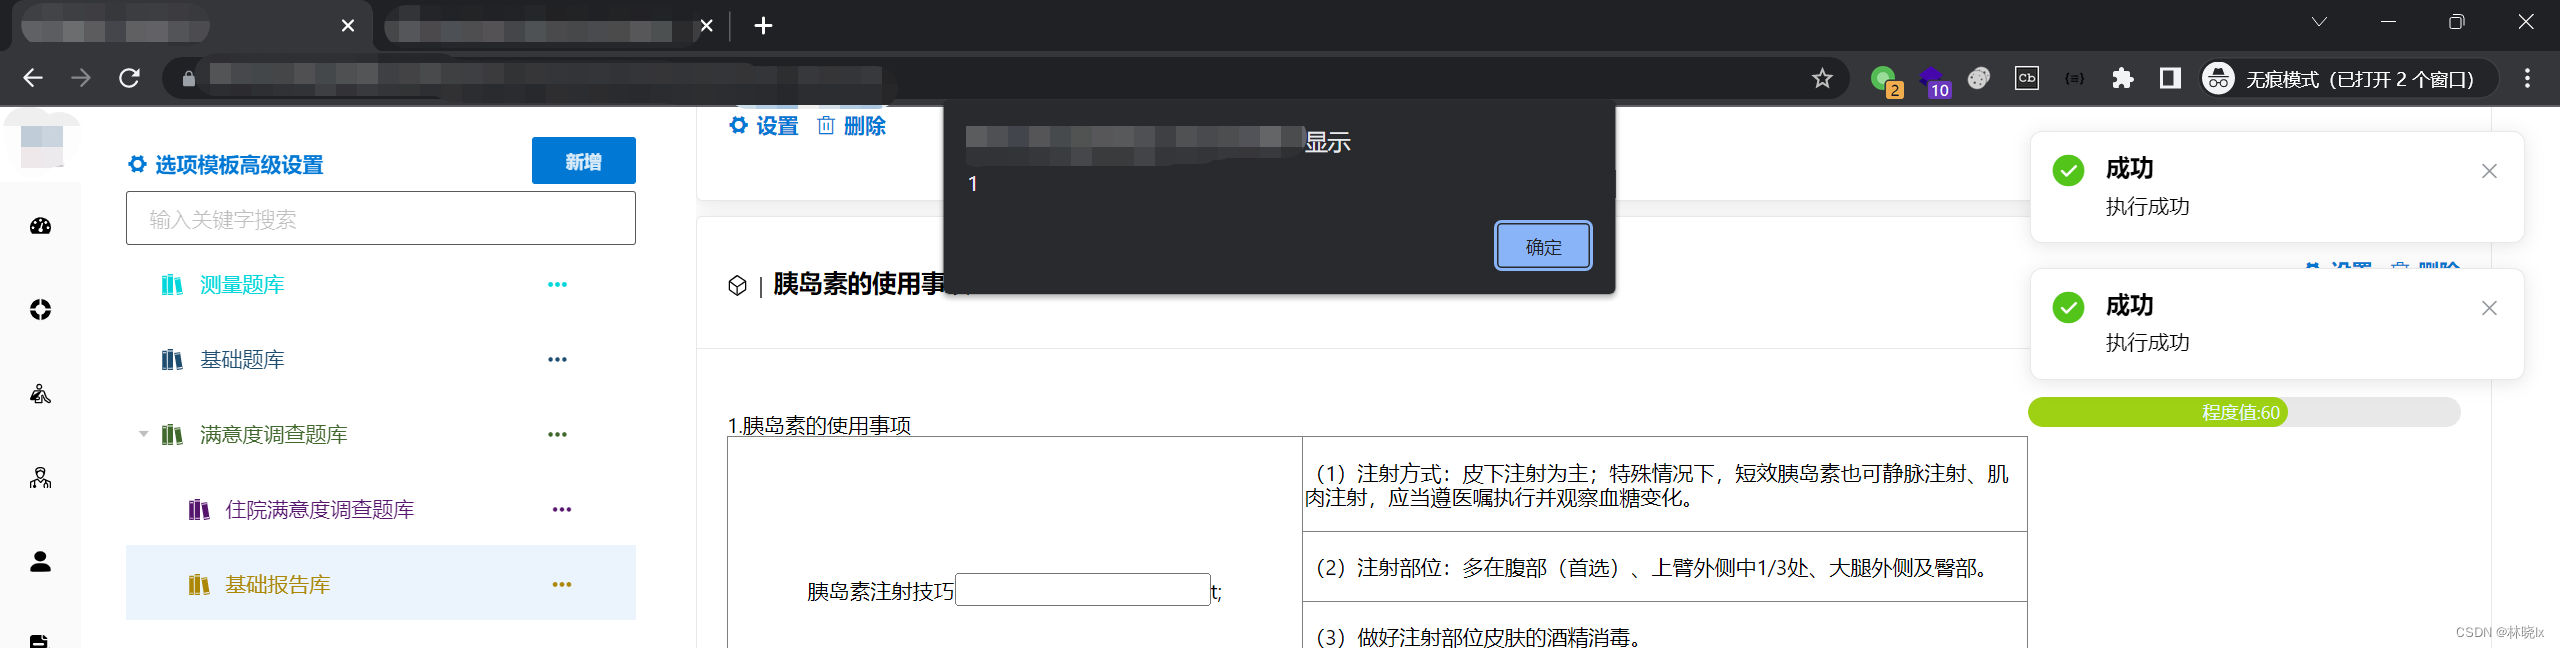 2
10
Cb
无痕模式（已打开 2 个窗口）
显示
1
确定
选项模板高级设置
新增
输入关键字搜索
测量题库
基础题库
满意度调查题库
住院满意度调查题库
基础报告库
设置 删除
| 胰岛素的使用事
设置 删除
成功
执行成功
成功
执行成功
程度值:60
1.胰岛素的使用事项
胰岛素注射技巧
t;
（1）注射方式：皮下注射为主；特殊情况下，短效胰岛素也可静脉注射、肌
肉注射，应当遵医嘱执行并观察血糖变化。
（2）注射部位：多在腹部（首选）、上臂外侧中1/3处、大腿外侧及臀部。
（3）做好注射部位皮肤的酒精消毒。
CSDN @林晓lx